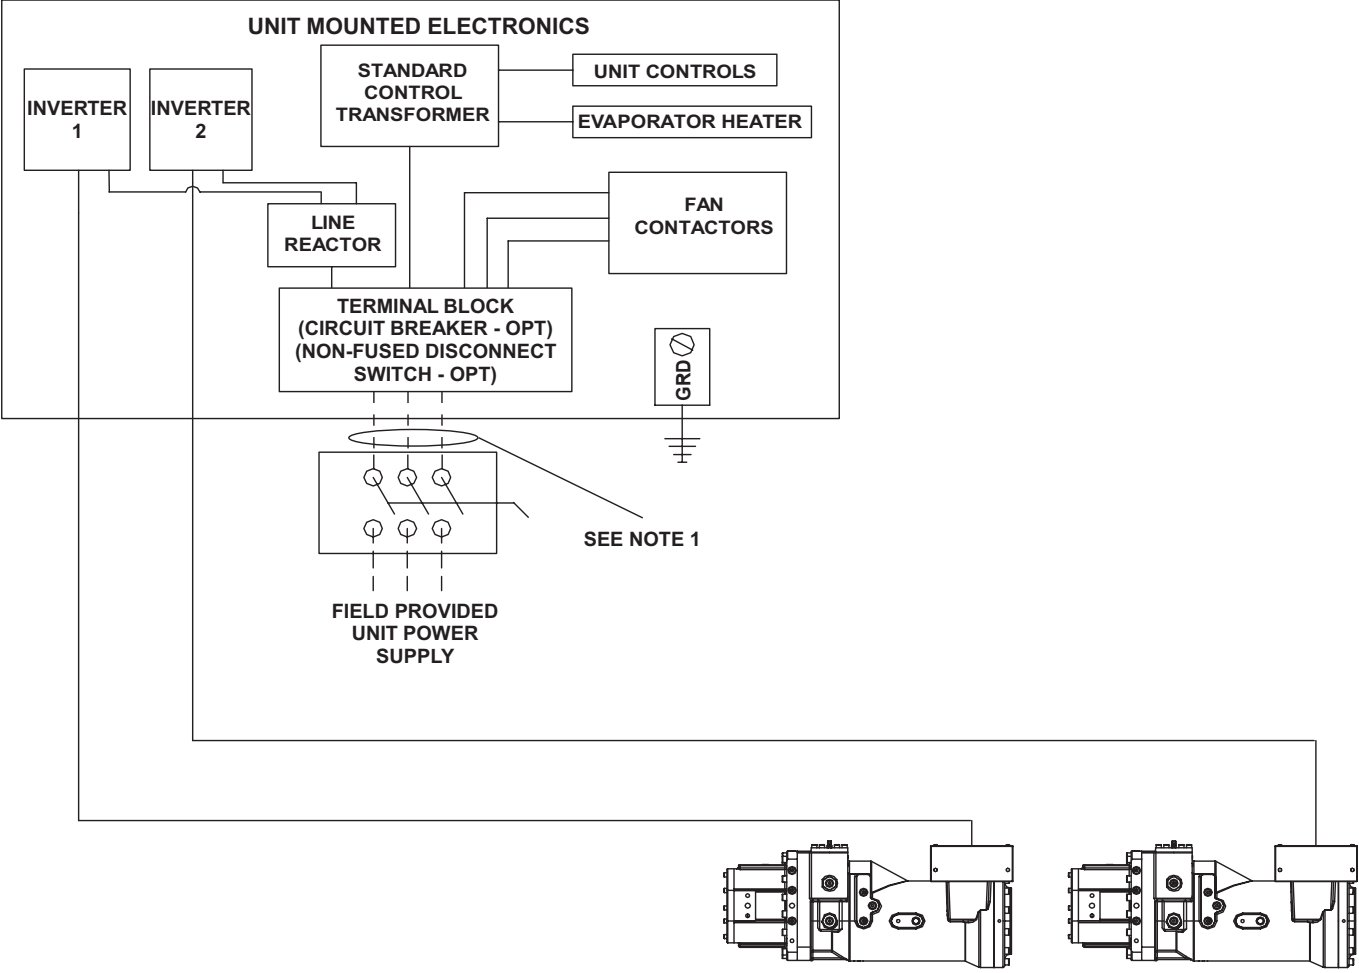 UNIT MOUNTED ELECTRONICS
INVERTER
1
INVERTER
2
STANDARD
CONTROL
TRANSFORMER
UNIT CONTROLS
EVAPORATOR HEATER
LINE
REACTOR
FAN
CONTACTORS
TERMINAL BLOCK
(CIRCUIT BREAKER - OPT)
(NON-FUSED DISCONNECT
SWITCH - OPT)
GRD
SEE NOTE 1
FIELD PROVIDED
UNIT POWER
SUPPLY